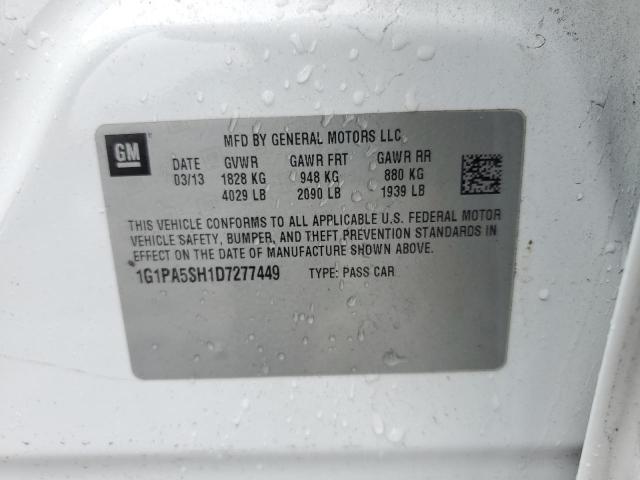 GM
MFD BY GENERAL MOTORS LLC
DATE GVWR GAWR FRT GAWR RR
03/13 1828 KG 948 KG 880 KG
4029 LB 2090 LB 1939 LB
THIS VEHICLE CONFORMS TO ALL APPLICABLE U.S. FEDERAL MOTOR
VEHICLE SAFETY, BUMPER, AND THEFT PREVENTION STANDARDS IN
EFFECT ON THE DATE OF MANUFACTURE SHOWN ABOVE.
1G1PA5SH1D7277449 TYPE: PASS CAR